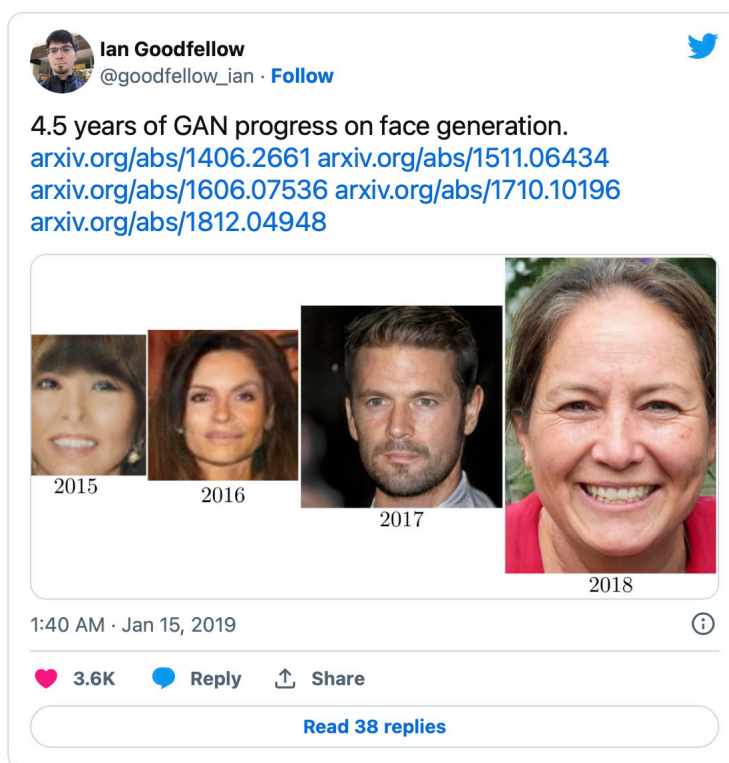 Ian Goodfellow
@goodfellow_ian · Follow
4.5 years of GAN progress on face generation.
arxiv.org/abs/1406.2661 arxiv.org/abs/1511.06434
arxiv.org/abs/1606.07536 arxiv.org/abs/1710.10196
arxiv.org/abs/1812.04948
2015
2016
2017
2018
1:40 AM · Jan 15, 2019
3.6K Reply Share
Read 38 replies